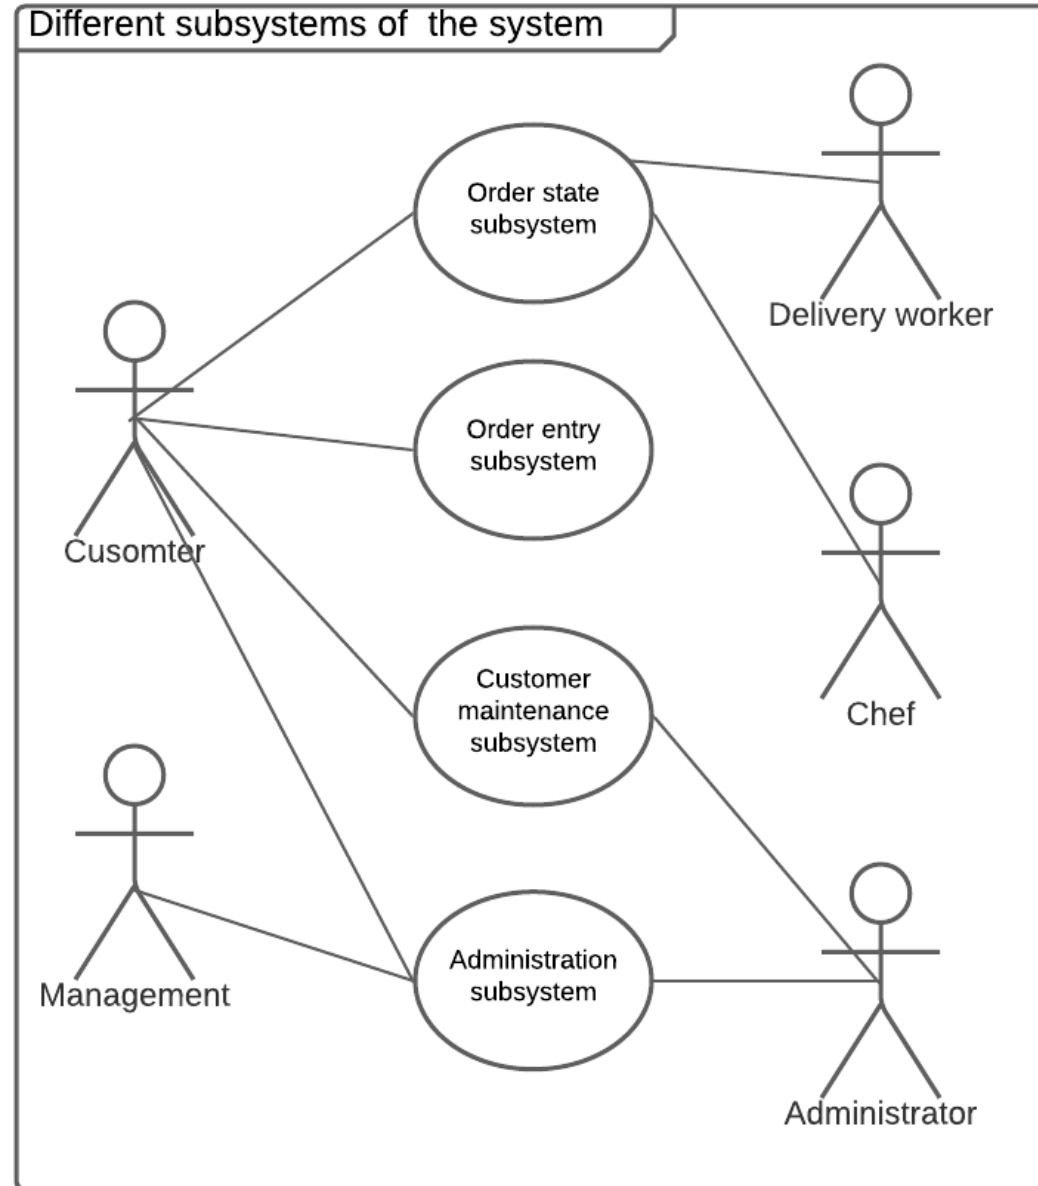 Different subsystems of  the system
Order state
subsystem
Delivery worker
Order entry
subsystem
Cusomter
Customer
maintenance
subsystem
Chef
Management
Administration
subsystem
Administrator